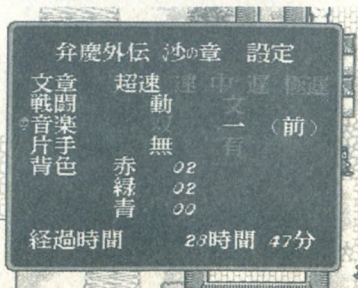 弁慶外伝 沙の章 設定
文章 超速 速 中 遅 極遅
戦闘 動 文
音楽 一 (前)
片手 無 有
背色 赤 02
緑 02
青 00
経過時間 28時間 47分